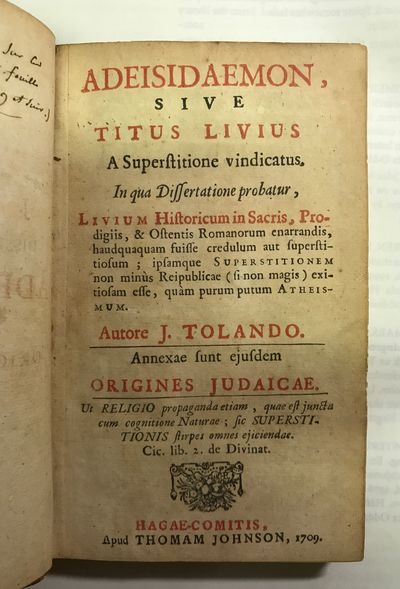 ADEISIDAEMON,
SIVE
TITUS LIVIUS
A Superſtitione vindicatus.
In qua Diſſertatione probatur,
LIVIUM Hiſtoricum in Sacris, Pro-
digiis, & Oſtentis Romanorum enarrandis,
haudquaquam fuiſſe credulum aut superſti-
tioſum; ipſamque SUPERSTITIONEM
non minùs Reipublicae (ſi non magis) exi-
tioſam eſſe, quàm purum putum ATHEIS-
MUM.
Autore J. TOLANDO.
Annexae ſunt ejuſdem
ORIGINES JUDAICAE.
Ut RELIGIO propaganda etiam, quae eſt juncta
cum cognitione Naturae; ſic SUPERSTI-
TIONIS ſtirpes omnes ejiciendae.
Cic. lib. 2. de Divinat.
HAGAE-COMITIS,
Apud THOMAM JOHNSON, 1709.